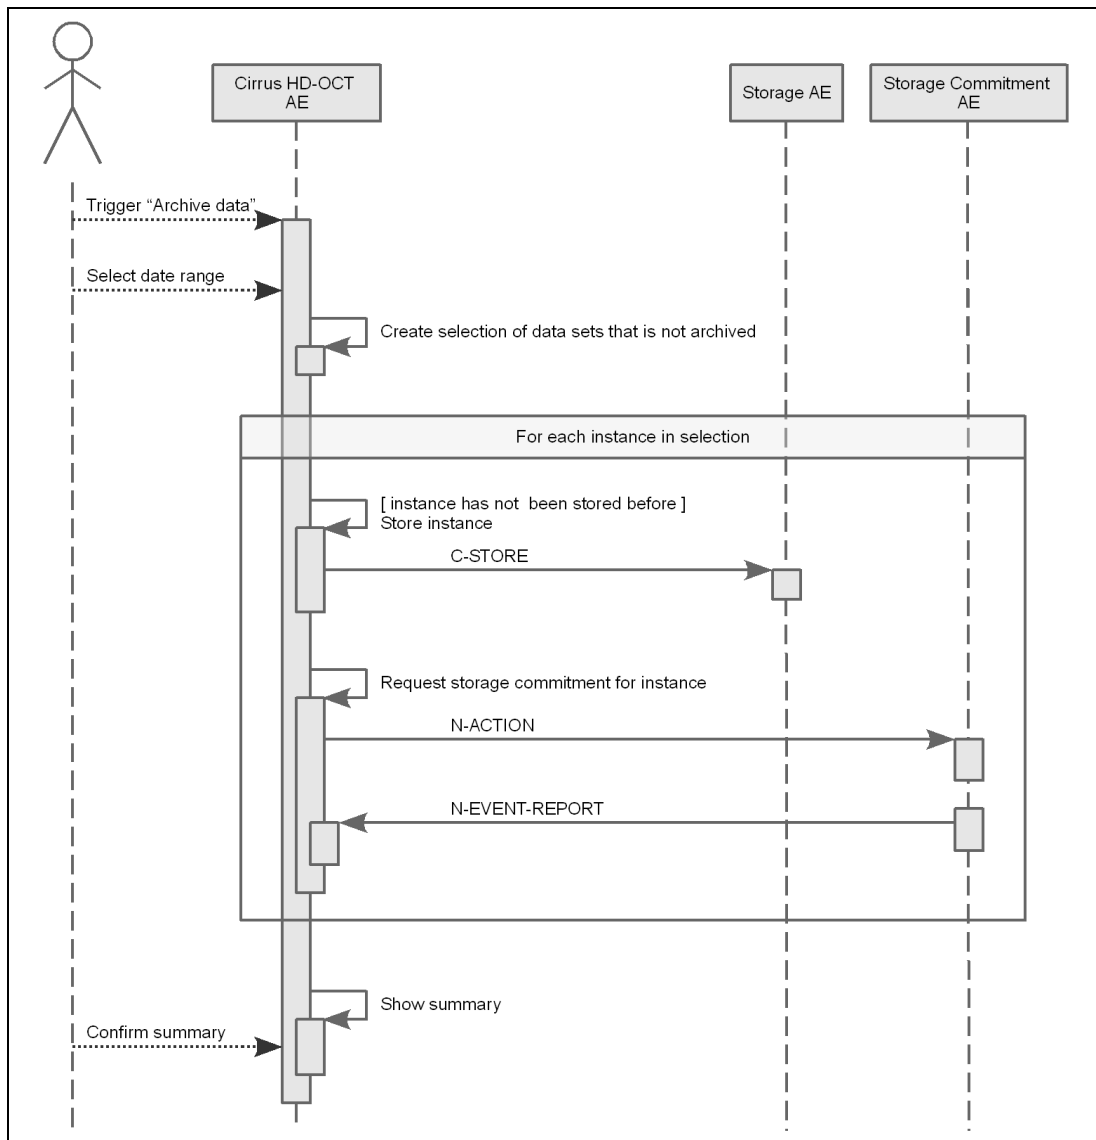 Cirrus HD-OCT
AE
Storage AE
Storage Commitment
AE
Trigger “Archive data”
Select date range
Create selection of data sets that is not archived
For each instance in selection
[ instance has not  been stored before ]
Store instance
C-STORE
Request storage commitment for instance
N-ACTION
N-EVENT-REPORT
Show summary
Confirm summary